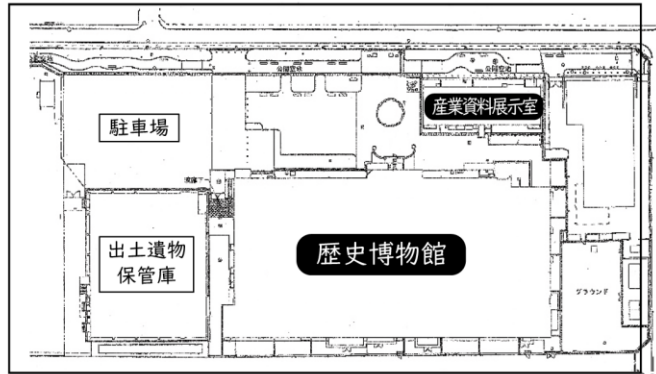 産業資料展示室
駐車場
出土遺物
保管庫
歴史博物館
グラウンド